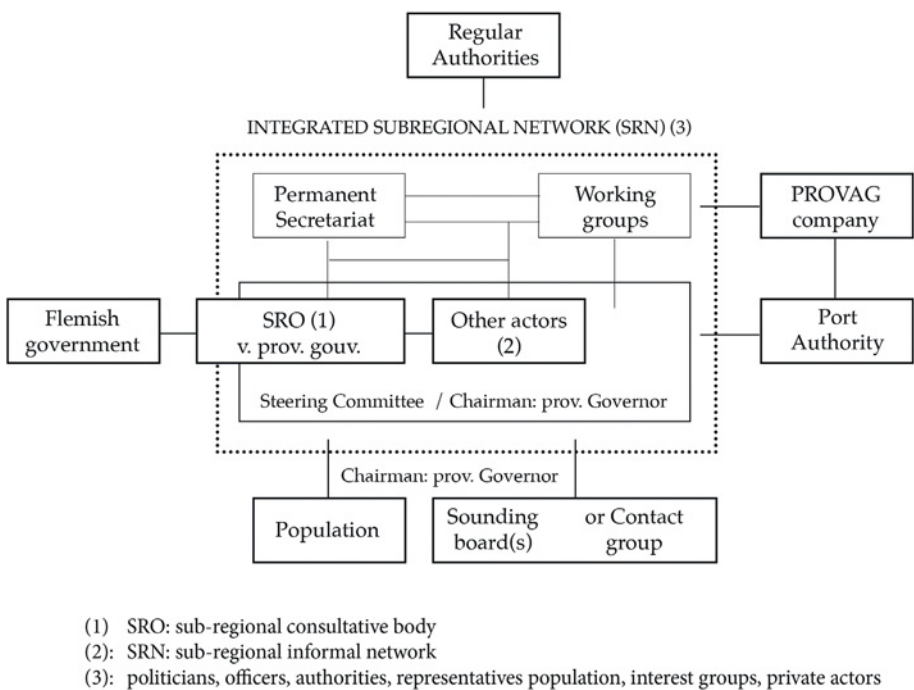 Regular
Authorities
INTEGRATED SUBREGIONAL NETWORK (SRN) (3)
Permanent
Secretariat
Working
groups
PROVAG
company
Flemish
government
SRO (1)
v. prov. gouv.
Other actors
(2)
Port
Authority
Steering Committee / Chairman: prov. Governor
Chairman: prov. Governor
Population
Sounding or Contact
board(s) group
(1) SRO: sub-regional consultative body
(2): SRN: sub-regional informal network
(3): politicians, officers, authorities, representatives population, interest groups, private actors